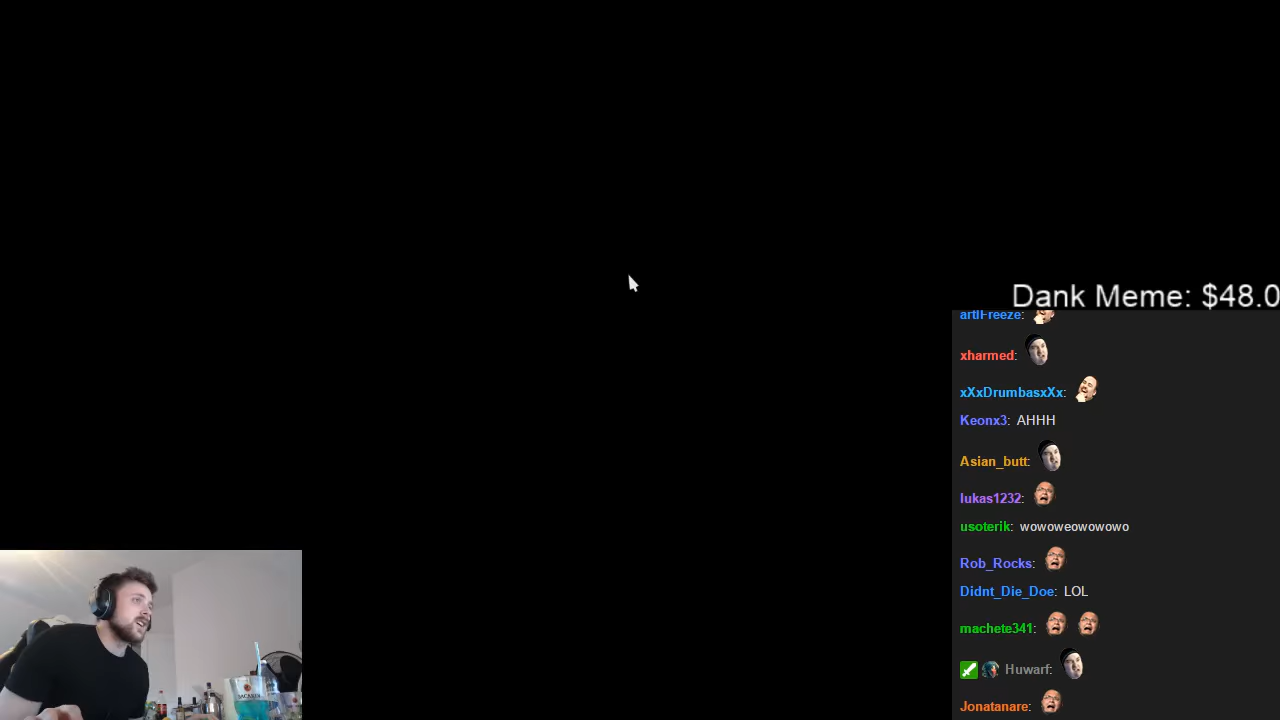 Dank Meme: $48.0
artIFreeze:
xharmed:
xXxDrumbasxXx:
Keonx3: AHHH
Asian_butt:
lukas1232:
usoterik: wowoweowowowo
Rob_Rocks:
Didnt_Die_Doe: LOL
machete341:
Huwarf:
Jonatanare:
BACARDI